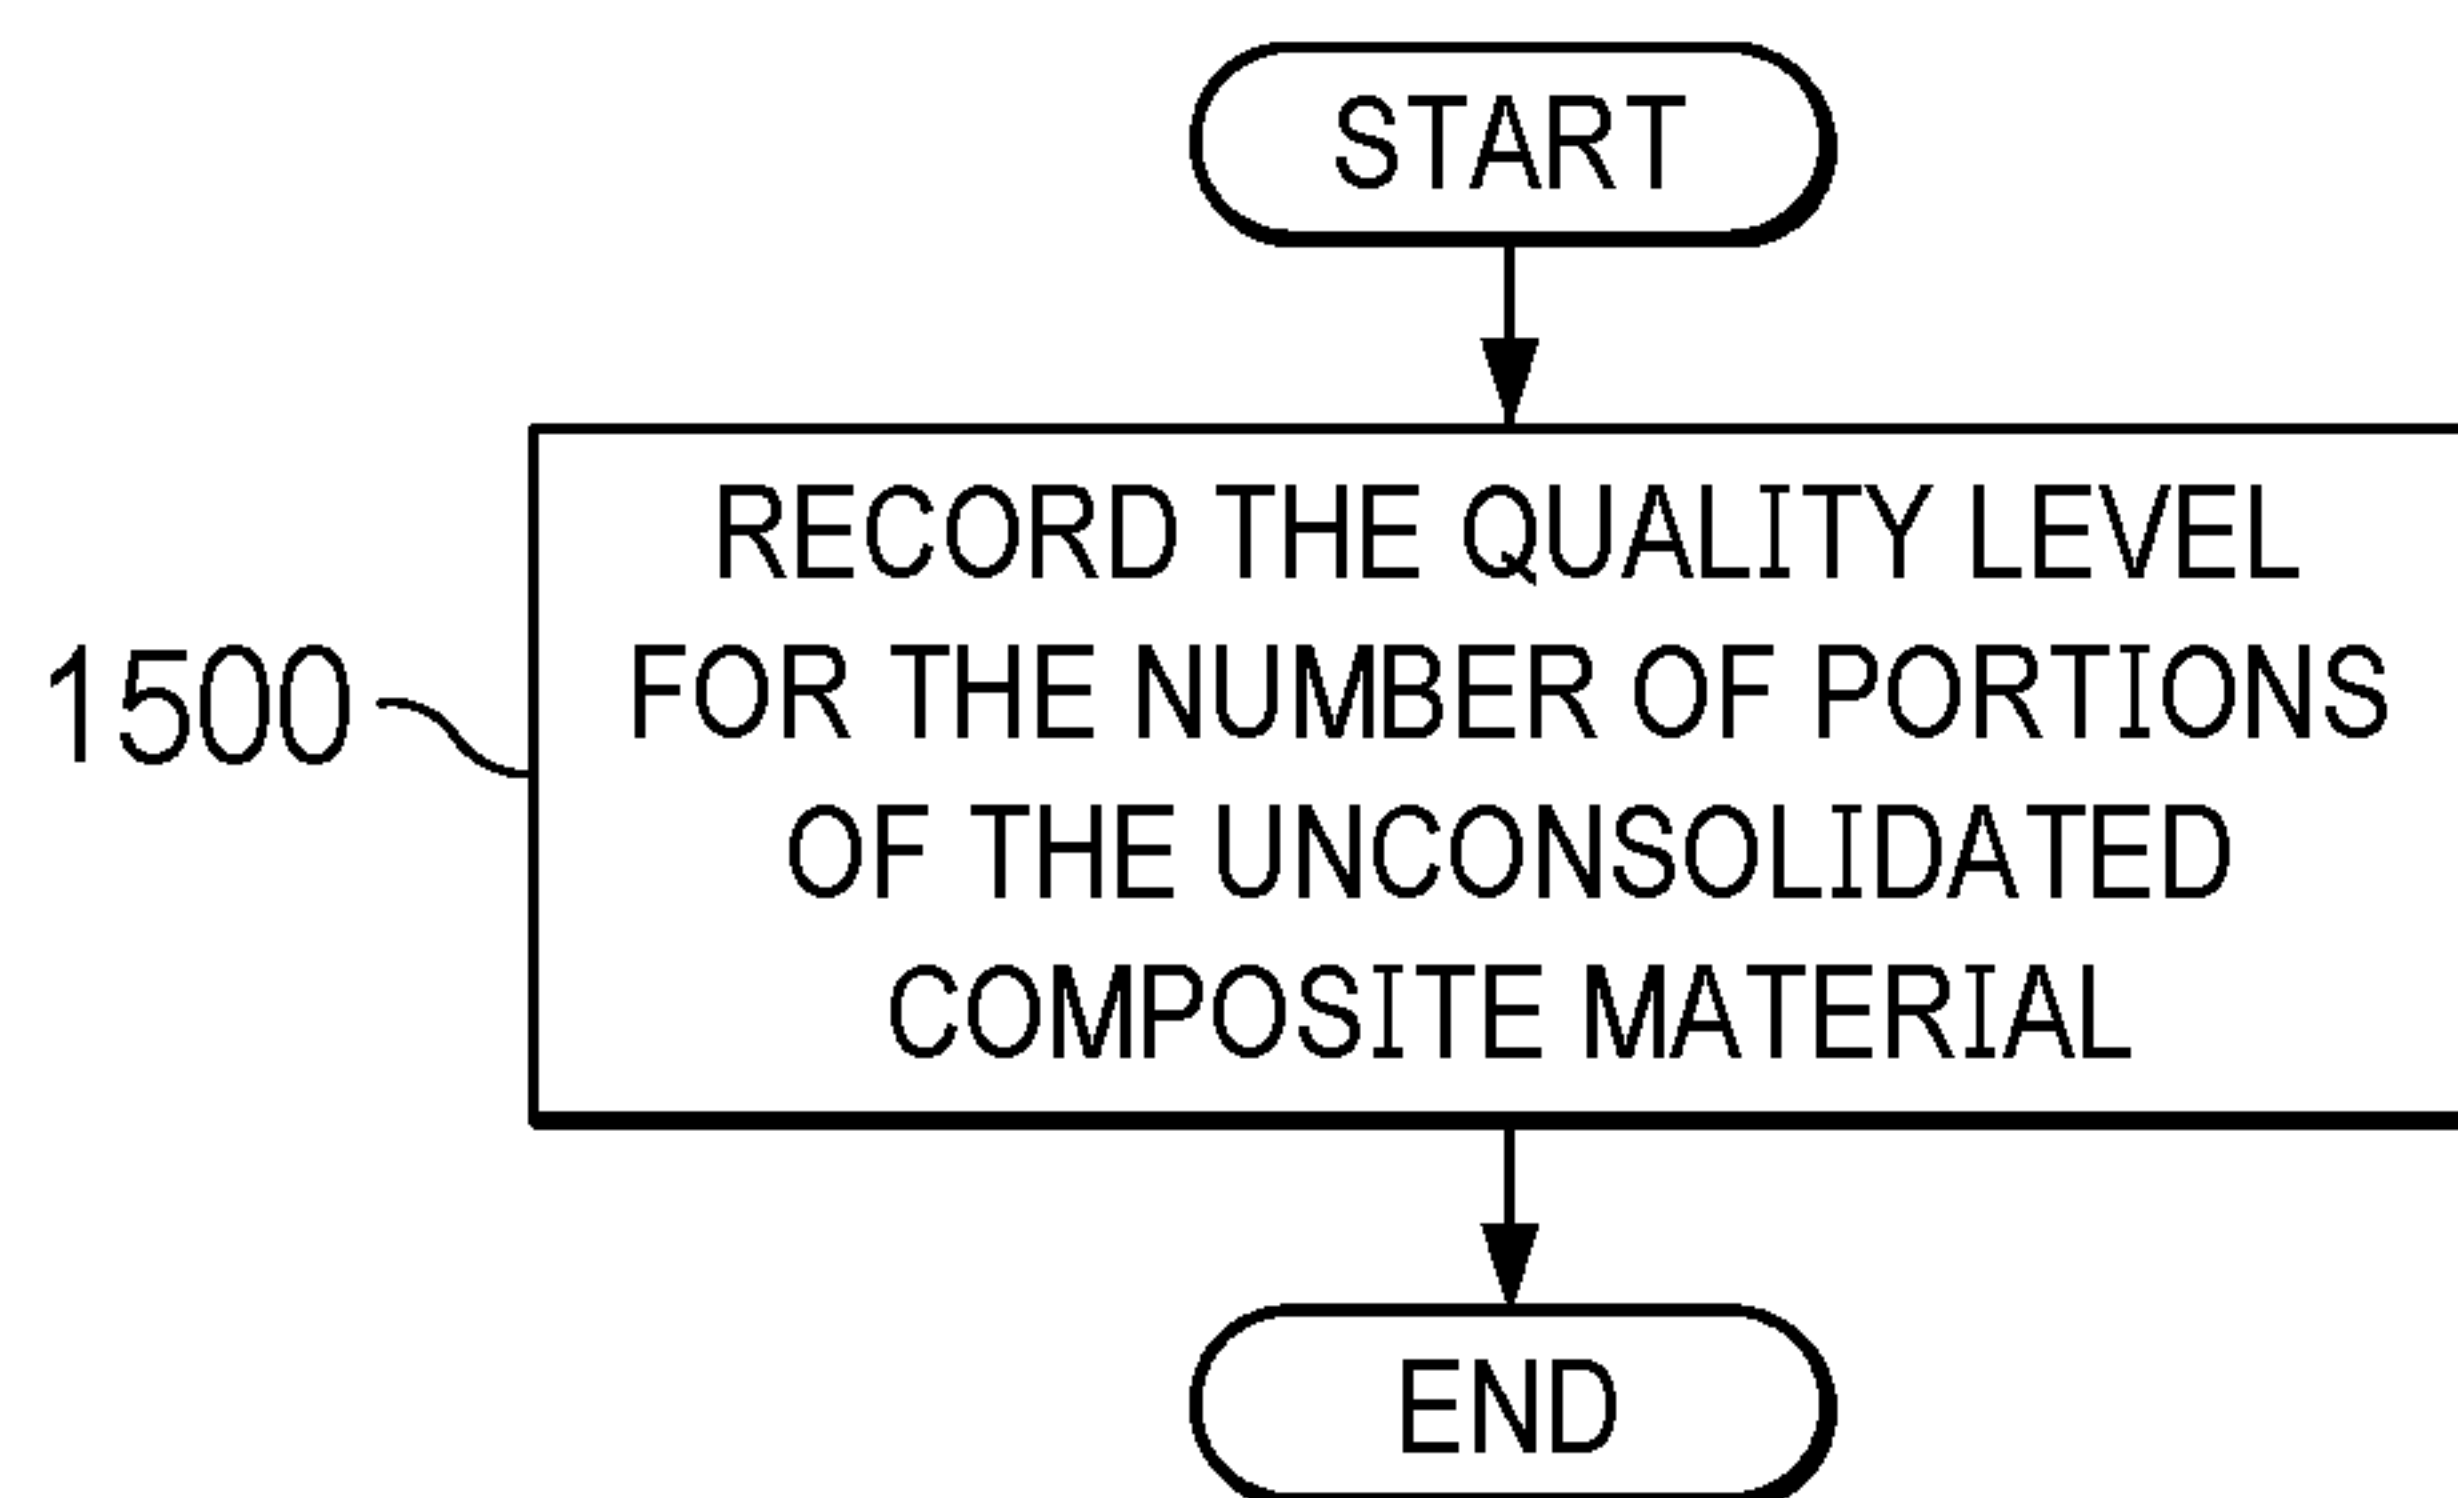 START
RECORD THE QUALITY LEVEL
FOR THE NUMBER OF PORTIONS
OF THE UNCONSOLIDATED
COMPOSITE MATERIAL
1500
END